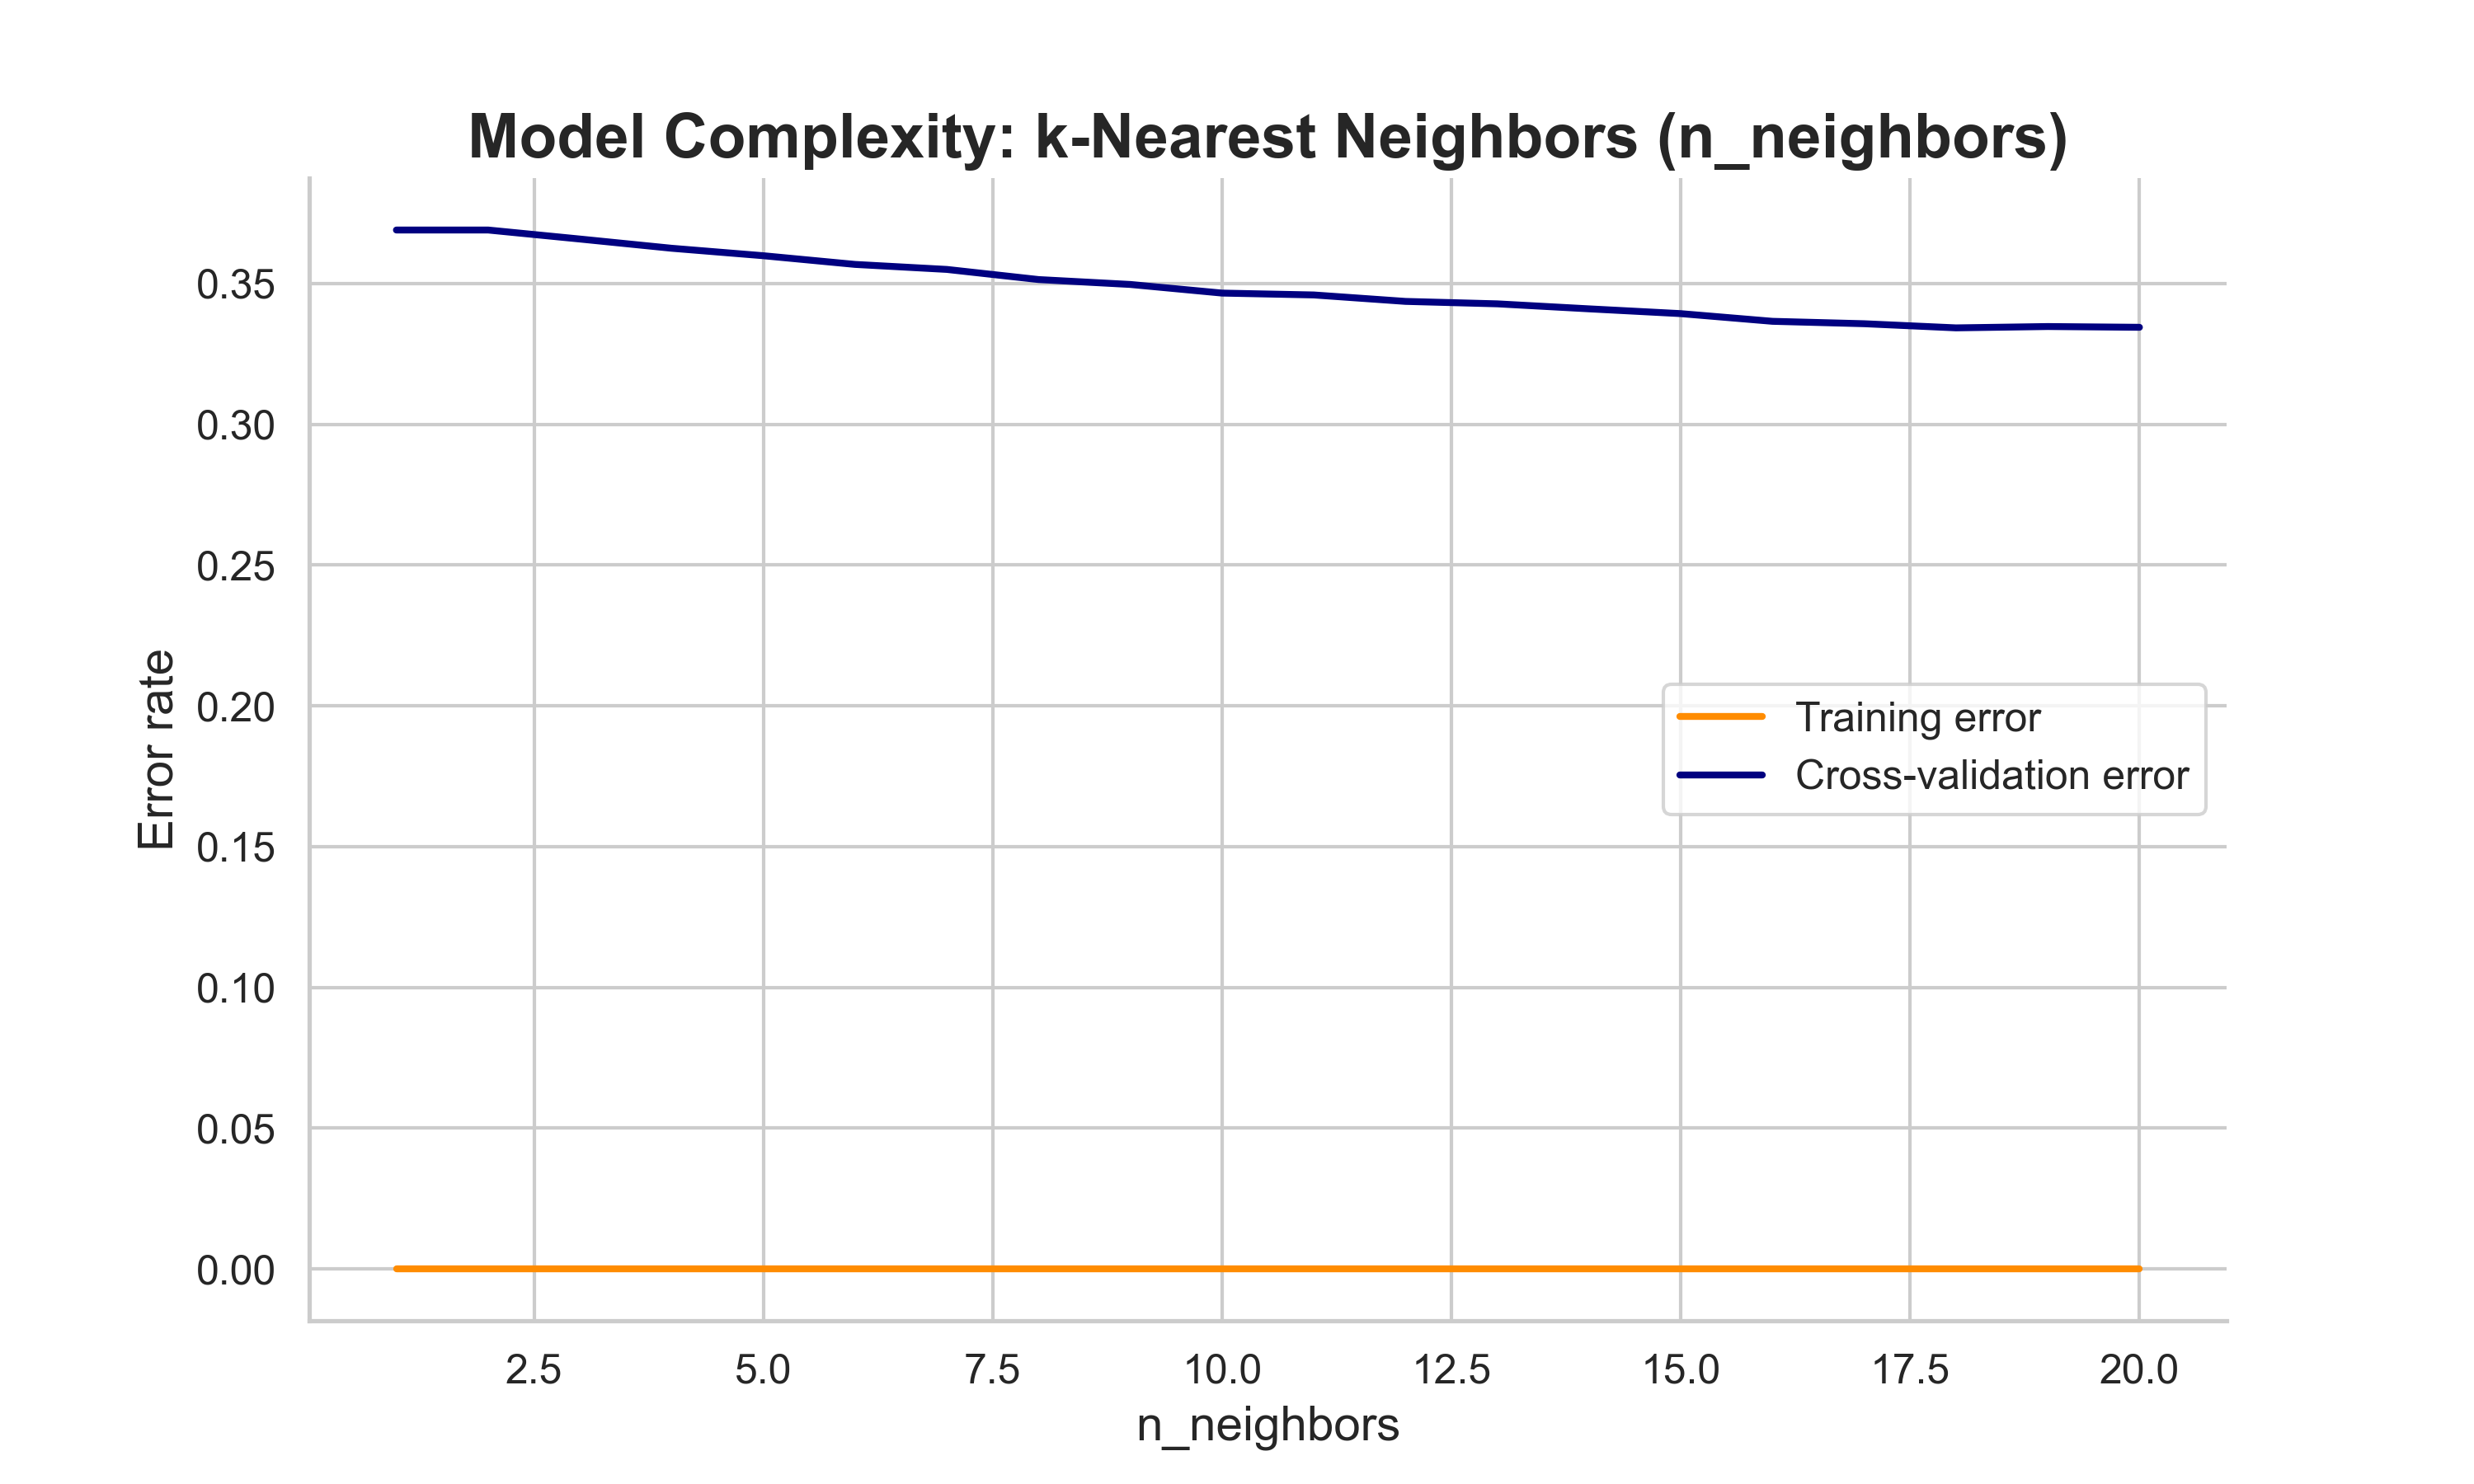 Model Complexity: k-Nearest Neighbors (n_neighbors)
0.35
0.30
0.25
0.20
0.15
0.10
0.05
0.00
Error rate
Training error
Cross-validation error
2.5 5.0 7.5 10.0 12.5 15.0 17.5 20.0
n_neighbors